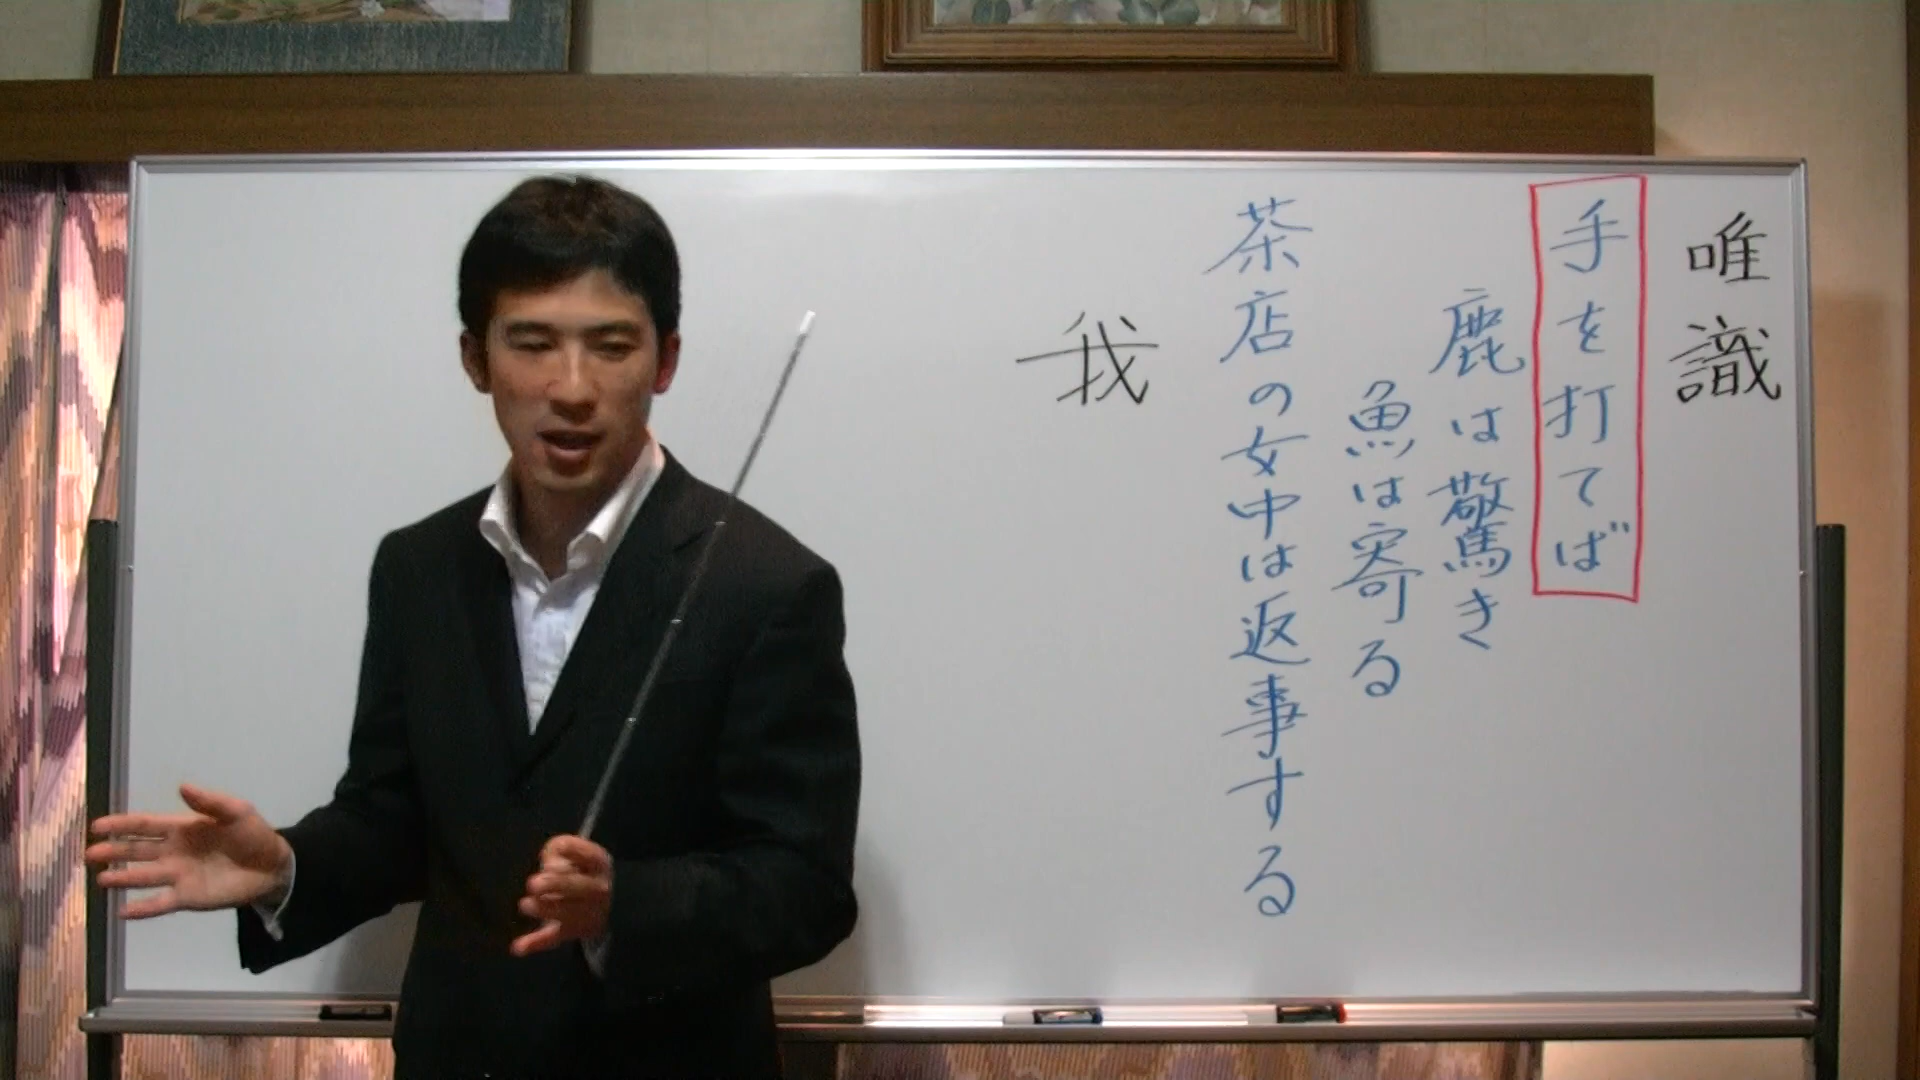 唯識
手を打てば
鹿は驚き
魚は寄る
茶店の女中は返事する
我